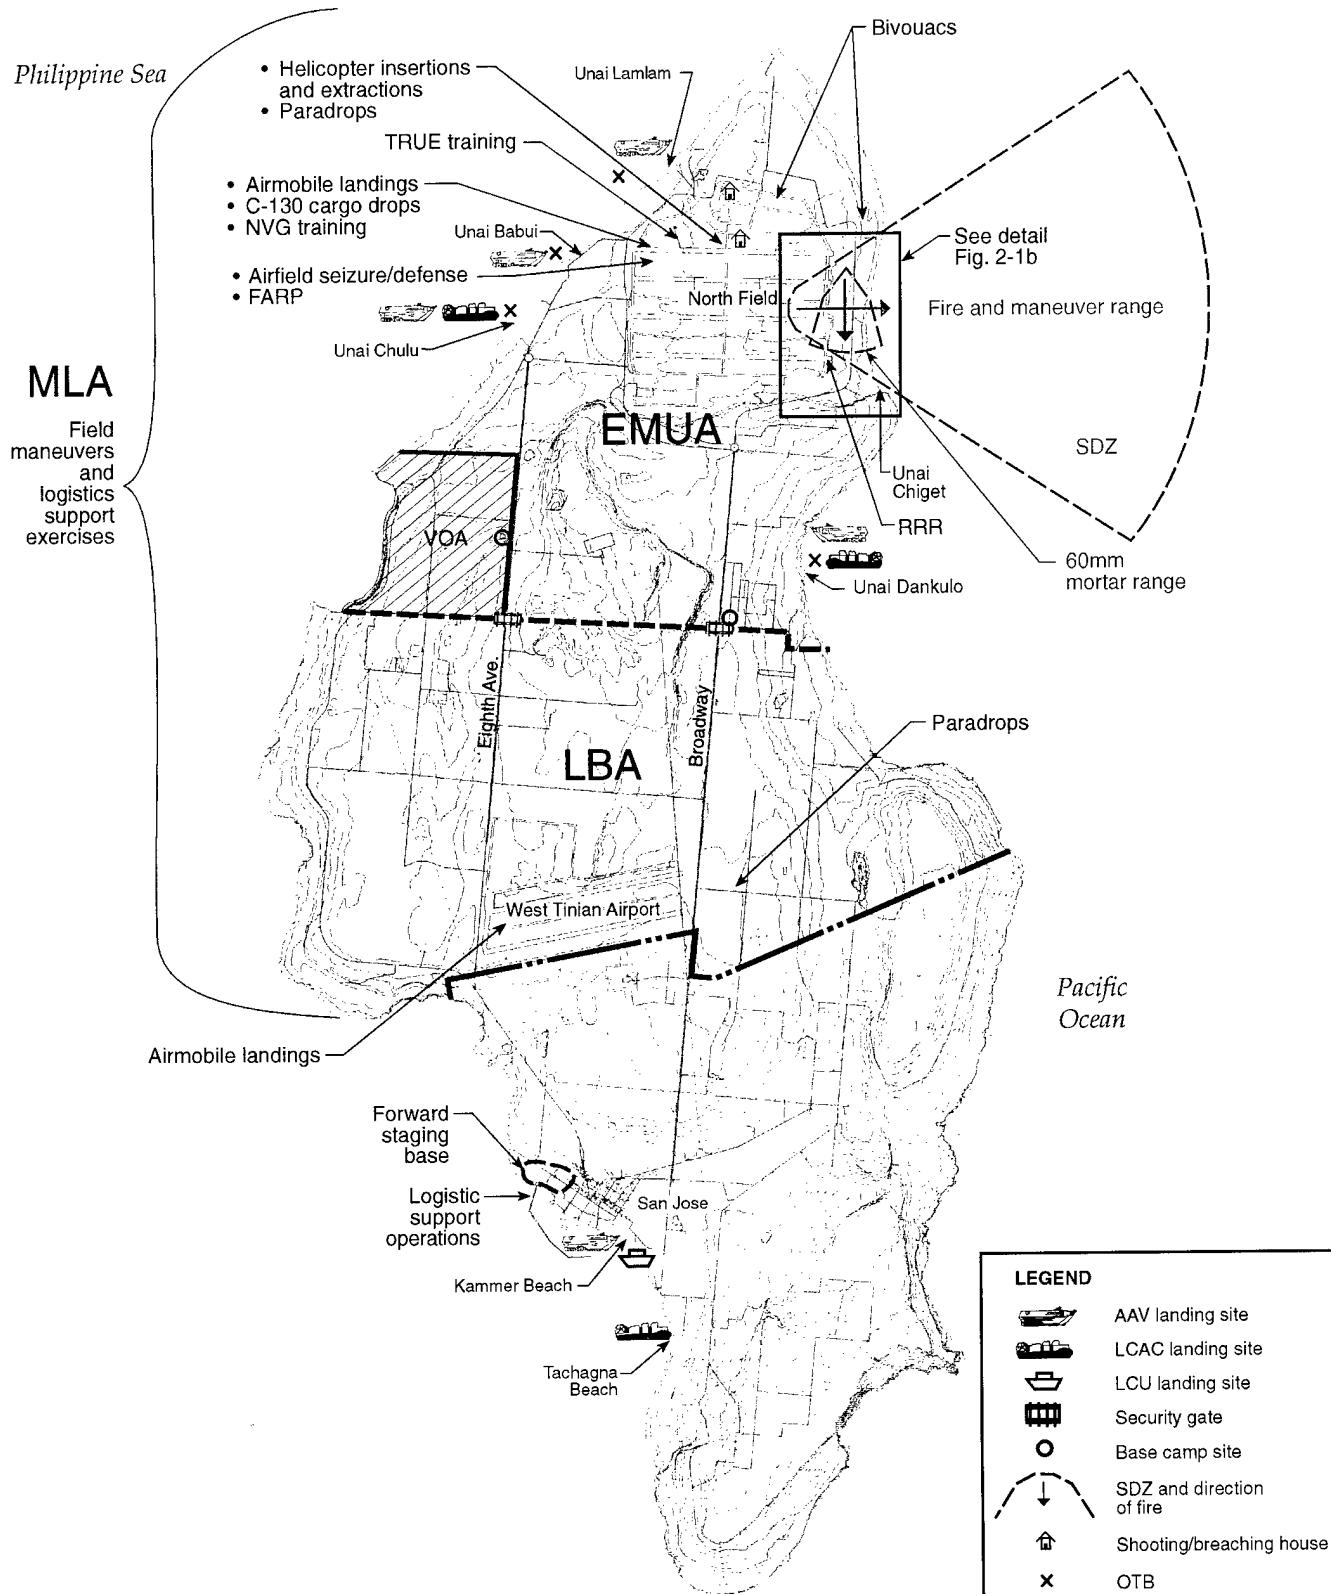 Philippine Sea
• Helicopter insertions
and extractions
• Paradrops
Unai Lamlam
Bivouacs
TRUE training
• Airmobile landings
• C-130 cargo drops
• NVG training
Unai Babui
• Airfield seizure/defense
• FARP
See detail
Fig. 2-1b
North Field
Fire and maneuver range
Unai Chulu
MLA
Field
maneuvers
and
logistics
support
exercises
EMUA
SDZ
Unai
Chiget
RRR
VOA
60mm
mortar range
Unai Dankulo
Eighth Ave.
Broadway
LBA
Paradrops
West Tinian Airport
Pacific
Ocean
Airmobile landings
Forward
staging
base
Logistic
support
operations
San Jose
Kammer Beach
Tachagna
Beach
LEGEND
AAV landing site
LCAC landing site
LCU landing site
Security gate
Base camp site
SDZ and direction
of fire
Shooting/breaching house
OTB